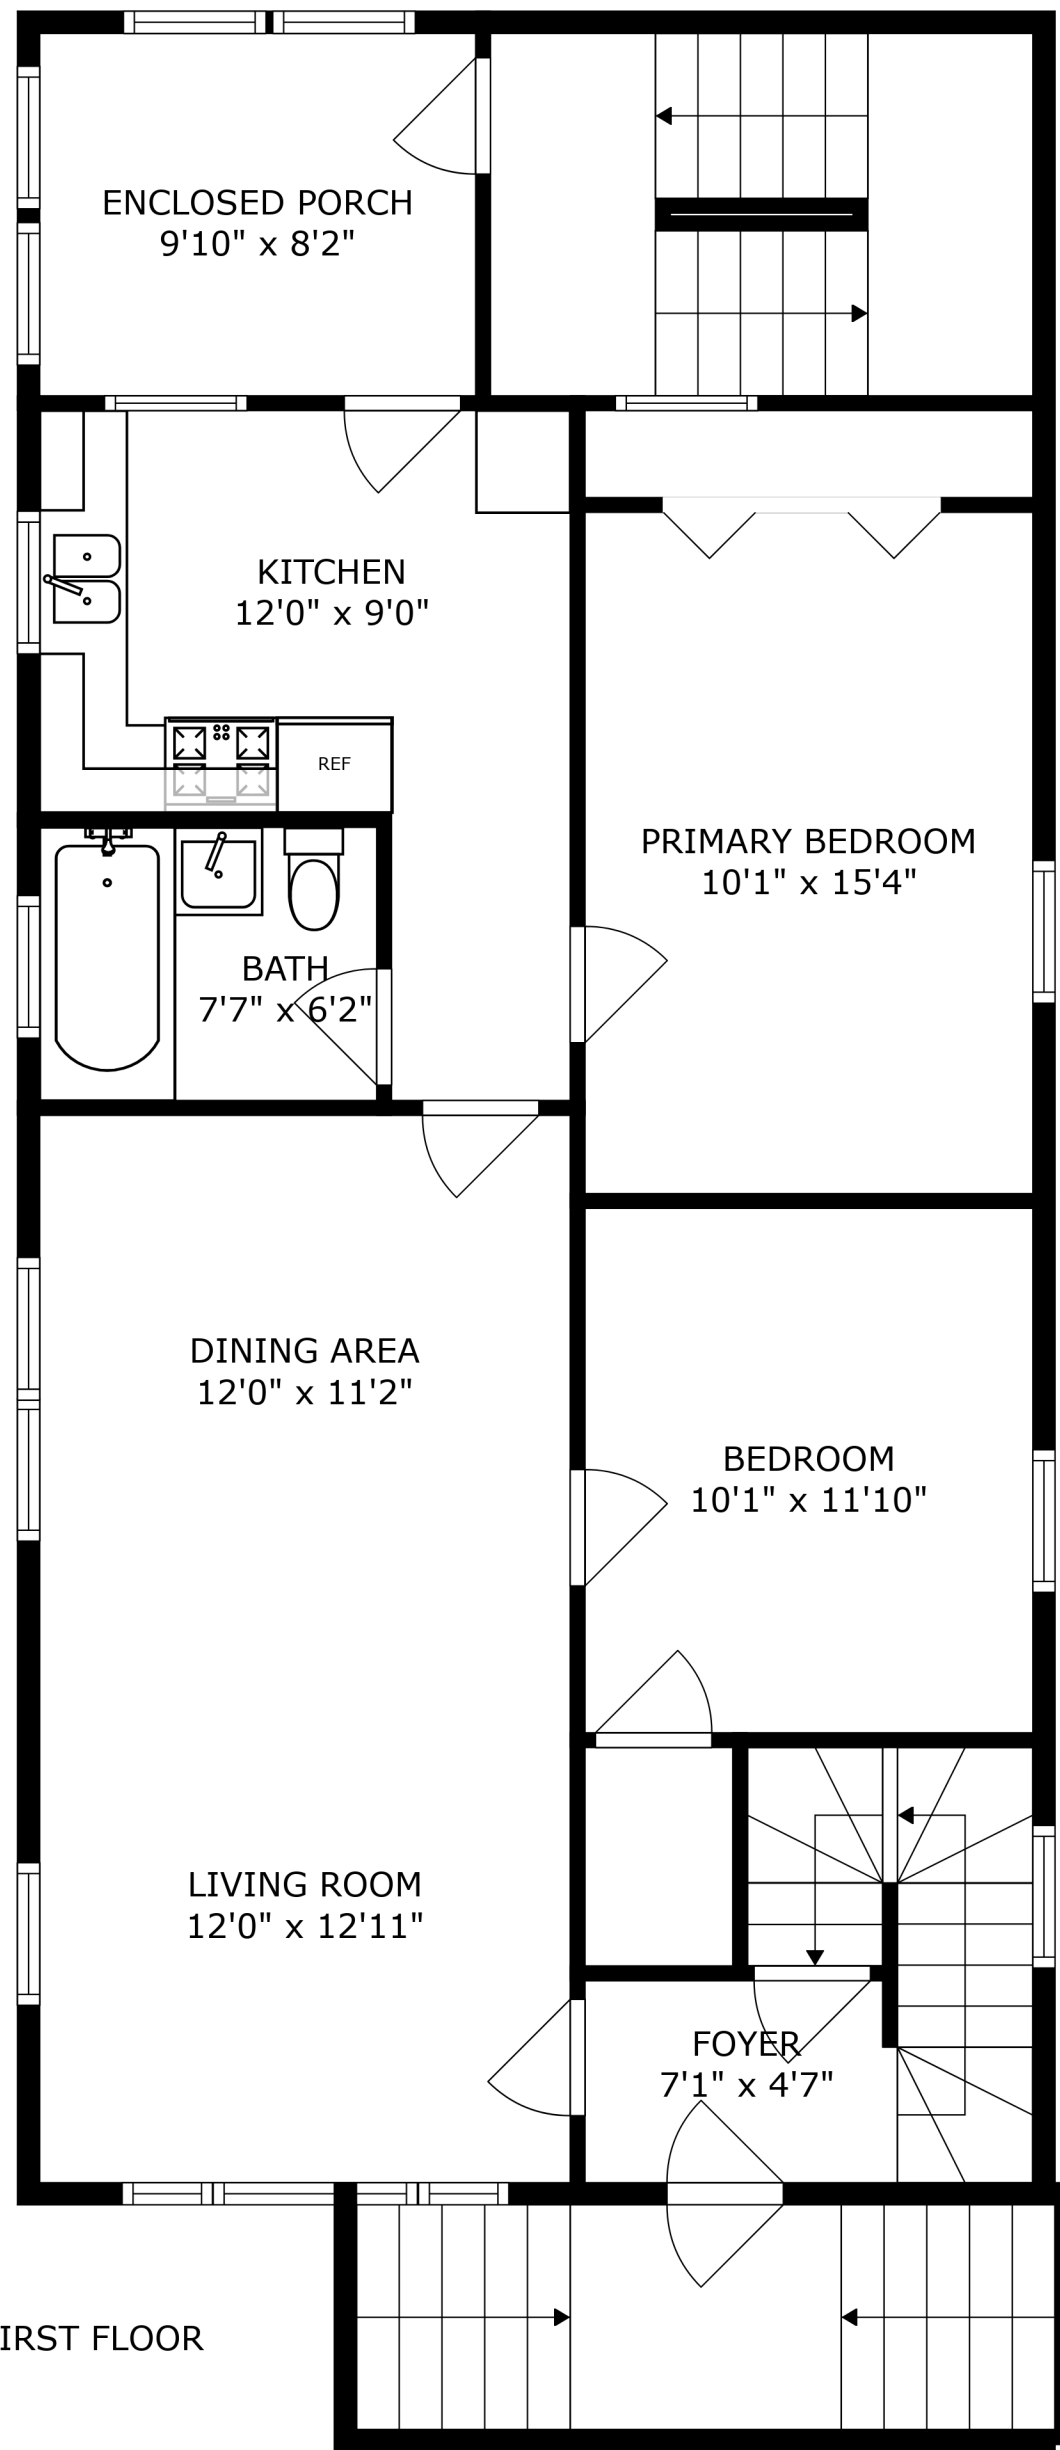 ENCLOSED PORCH
9'10" x 8'2"
KITCHEN
12'0" x 9'0"
REF
PRIMARY BEDROOM
10'1" x 15'4"
BATH
7'7" x 6'2"
DINING AREA
12'0" x 11'2"
BEDROOM
10'1" x 11'10"
LIVING ROOM
12'0" x 12'11"
FOYER
7'1" x 4'7"
IRST FLOOR